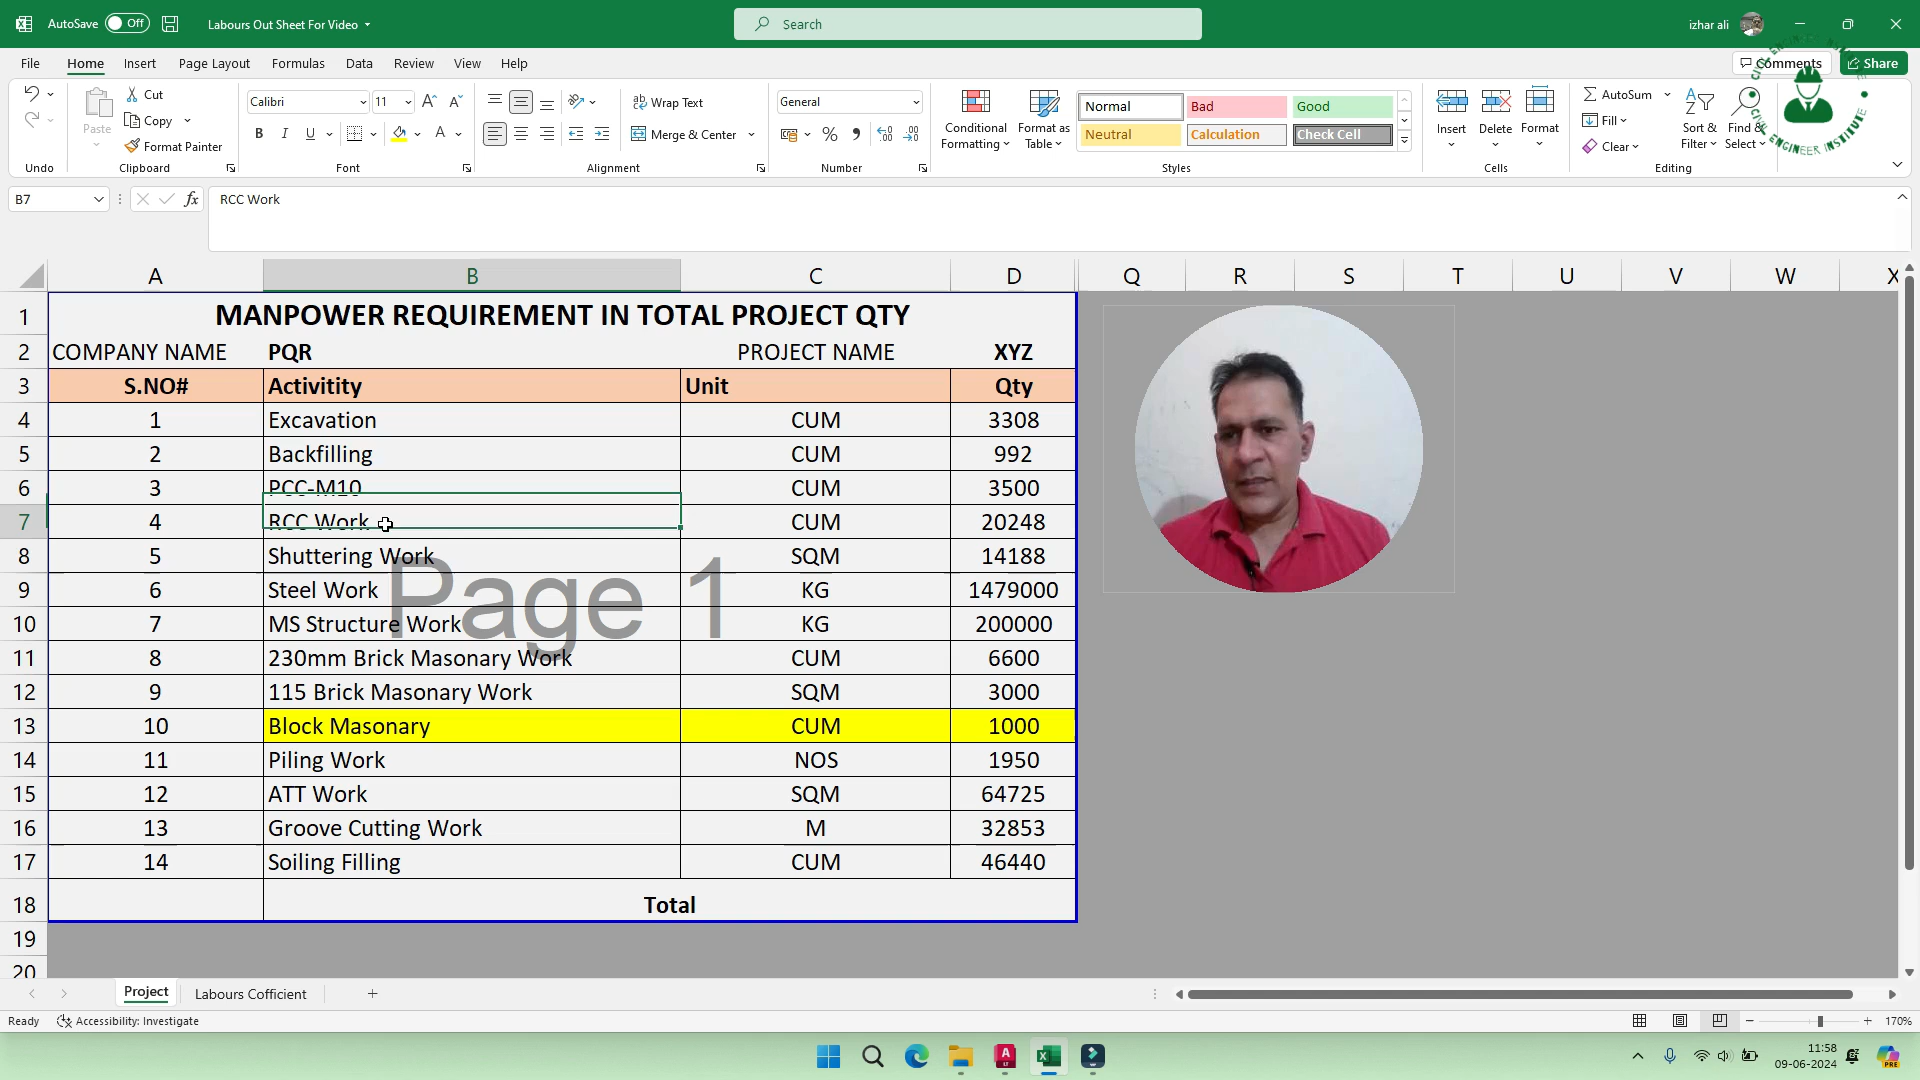 AutoSave Off Labours Out Sheet For Video Search izhar ali
File Home Insert Page Layout Formulas Data Review View Help Comments Share
Cut Calibri 11 Wrap Text General Normal Bad Good AutoSum
Paste Copy Conditional Format as Insert Delete Format Fill Sort & Find &
Format Painter B I U Merge & Center Formatting Table Neutral Calculation Check Cell Clear Filter Select
Undo Clipboard Font Alignment Number Styles Cells Editing
CIVIL ENGINEER INSTITUTE
B7 fx RCC Work
A B C D Q R S T U V W X
1 MANPOWER REQUIREMENT IN TOTAL PROJECT QTY
2 COMPANY NAME PQR PROJECT NAME XYZ
3 S.NO# Activitity Unit Qty
4 1 Excavation CUM 3308
5 2 Backfilling CUM 992
6 3 PCC-M10 CUM 3500
7 4 RCC Work CUM 20248
8 5 Shuttering Work SQM 14188
9 6 Steel Work KG 1479000
Page 1
10 7 MS Structure Work KG 200000
11 8 230mm Brick Masonary Work CUM 6600
12 9 115 Brick Masonary Work SQM 3000
13 10 Block Masonary CUM 1000
14 11 Piling Work NOS 1950
15 12 ATT Work SQM 64725
16 13 Groove Cutting Work M 32853
17 14 Soiling Filling CUM 46440
18 Total
19
20
Project Labours Cofficient
Ready Accessibility: Investigate 170%
11:58
09-06-2024